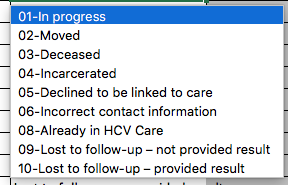 01-In progress
02-Moved
03-Deceased
04-Incarcerated
05-Declined to be linked to care
06-Incorrect contact information
08-Already in HCV Care
09-Lost to follow-up – not provided result
10-Lost to follow-up – provided result